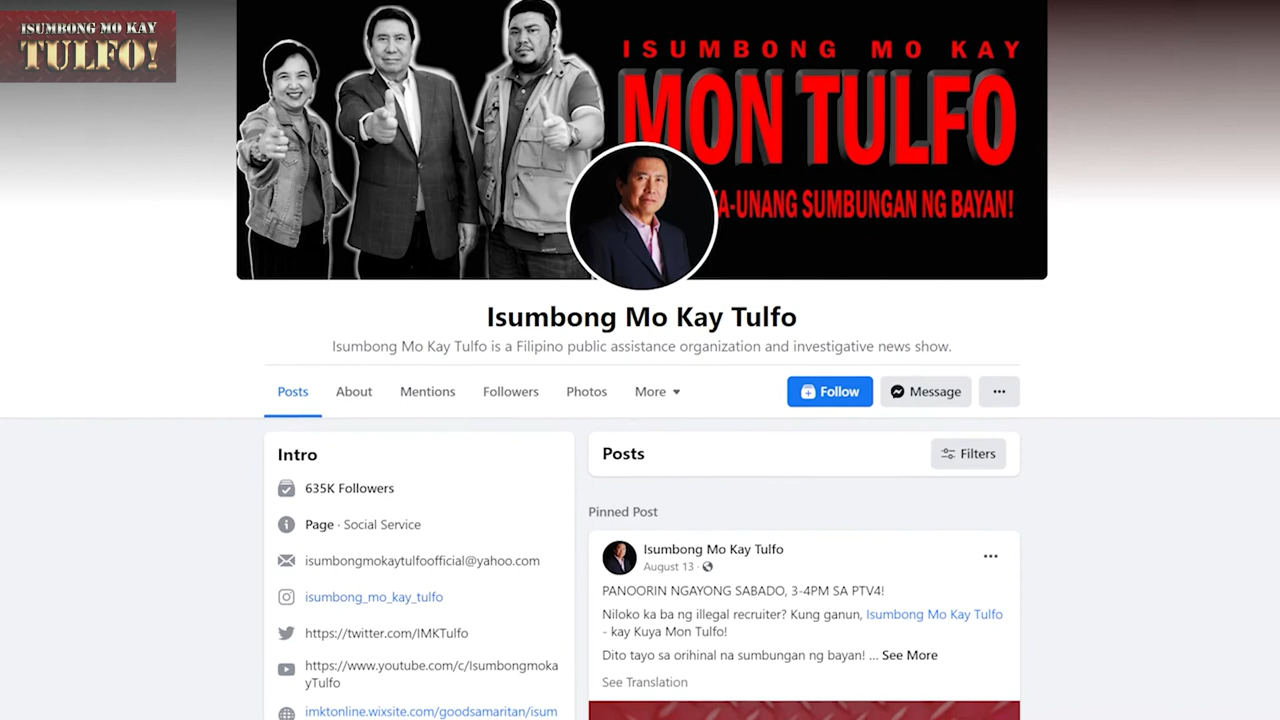 ISUMBONG MO KAY
TULFO!
ISUMBONG MO KAY
MON TULFO
KA-UNANG SUMBUNGAN NG BAYAN!
Isumbong Mo Kay Tulfo
Isumbong Mo Kay Tulfo is a Filipino public assistance organization and investigative news show.
Posts About Mentions Followers Photos More Follow Message
Intro
635K Followers
Page · Social Service
isumbongmokaytulfoofficial@yahoo.com
isumbong_mo_kay_tulfo
https://twitter.com/IMKTulfo
https://www.youtube.com/c/Isumbongmoka
yTulfo
imktonline.wixsite.com/goodsamaritan/isum
Posts Filters
Pinned Post
Isumbong Mo Kay Tulfo
August 13 ·
PANOORIN NGAYONG SABADO, 3-4PM SA PTV4!
Niloko ka ba ng illegal recruiter? Kung ganun, Isumbong Mo Kay Tulfo
- kay Kuya Mon Tulfo!
Dito tayo sa orihinal na sumbungan ng bayan! ... See More
See Translation